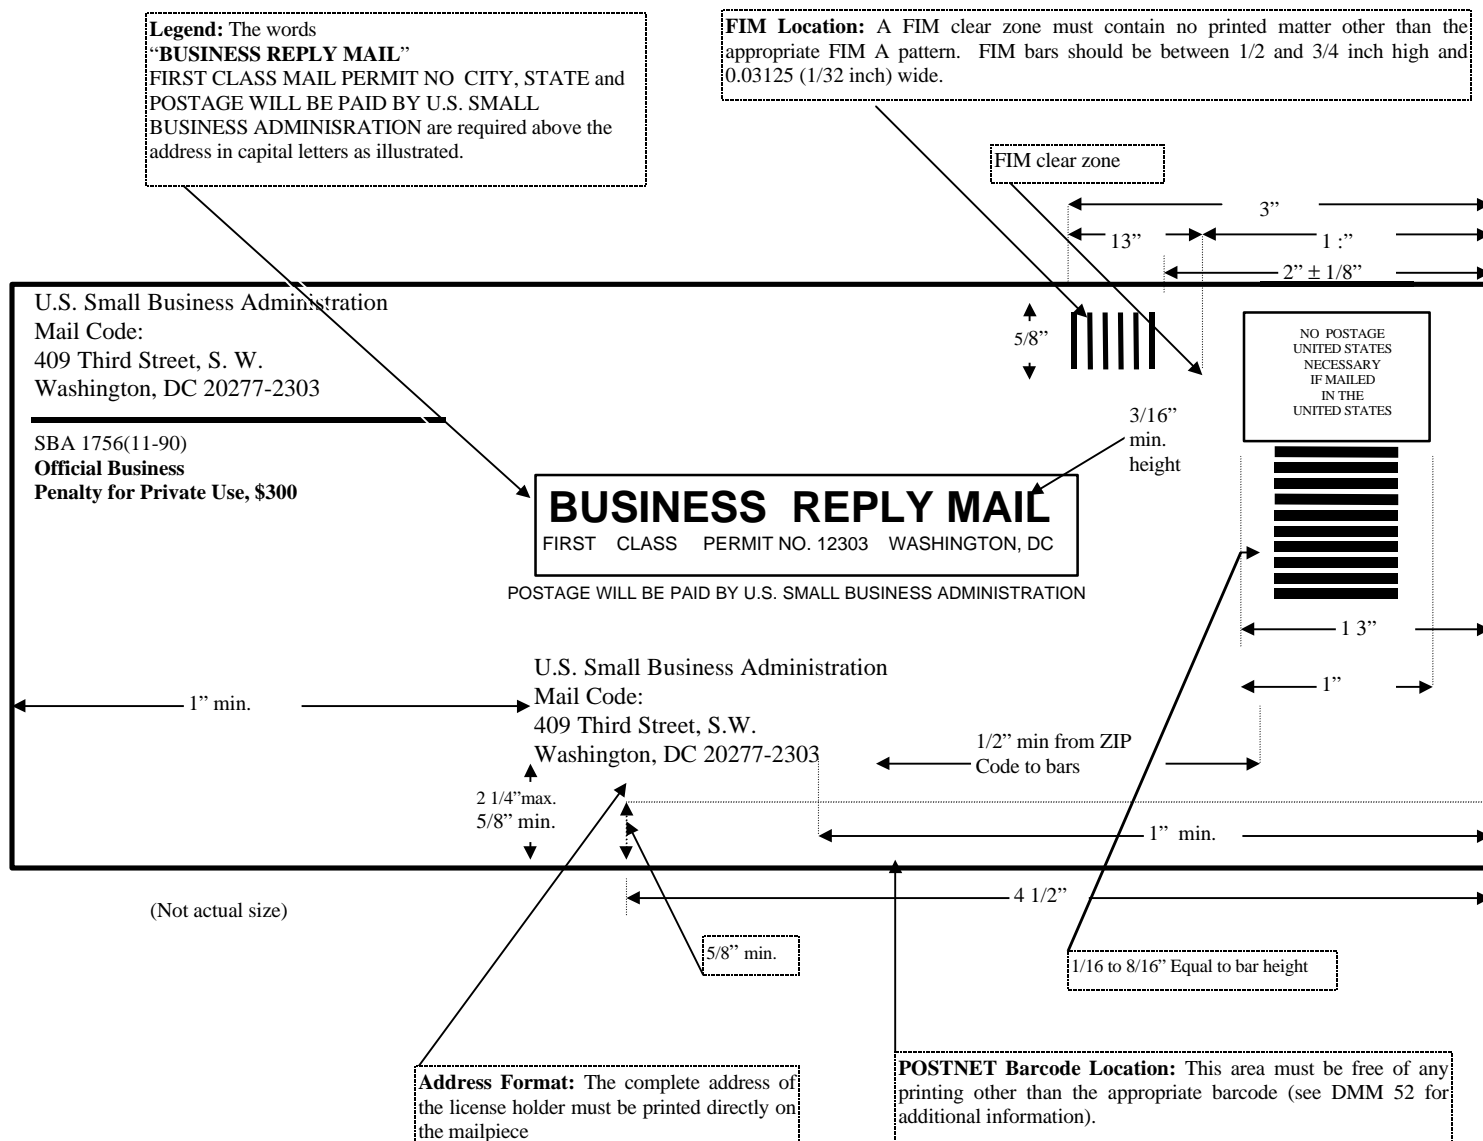 Legend: The words
“BUSINESS REPLY MAIL”
FIRST CLASS MAIL PERMIT NO CITY, STATE and
POSTAGE WILL BE PAID BY U.S. SMALL
BUSINESS ADMINISRATION are required above the
address in capital letters as illustrated.
FIM Location: A FIM clear zone must contain no printed matter other than the
appropriate FIM A pattern. FIM bars should be between 1/2 and 3/4 inch high and
0.03125 (1/32 inch) wide.
FIM clear zone
3”
13”
1 :”
2” ± 1/8”
U.S. Small Business Administration
Mail Code:
409 Third Street, S. W.
Washington, DC 20277-2303
5/8”
NO POSTAGE
UNITED STATES
NECESSARY
IF MAILED
IN THE
UNITED STATES
SBA 1756(11-90)
Official Business
Penalty for Private Use, $300
3/16”
min.
height
BUSINESS REPLY MAIL
FIRST CLASS PERMIT NO. 12303 WASHINGTON, DC
POSTAGE WILL BE PAID BY U.S. SMALL BUSINESS ADMINISTRATION
1 3”
U.S. Small Business Administration
Mail Code:
409 Third Street, S.W.
Washington, DC 20277-2303
1”
1” min.
1/2” min from ZIP
Code to bars
2 1/4”max.
5/8” min.
1” min.
4 1/2”
(Not actual size)
5/8” min.
1/16 to 8/16” Equal to bar height
Address Format: The complete address of
the license holder must be printed directly on
the mailpiece
POSTNET Barcode Location: This area must be free of any
printing other than the appropriate barcode (see DMM 52 for
additional information).